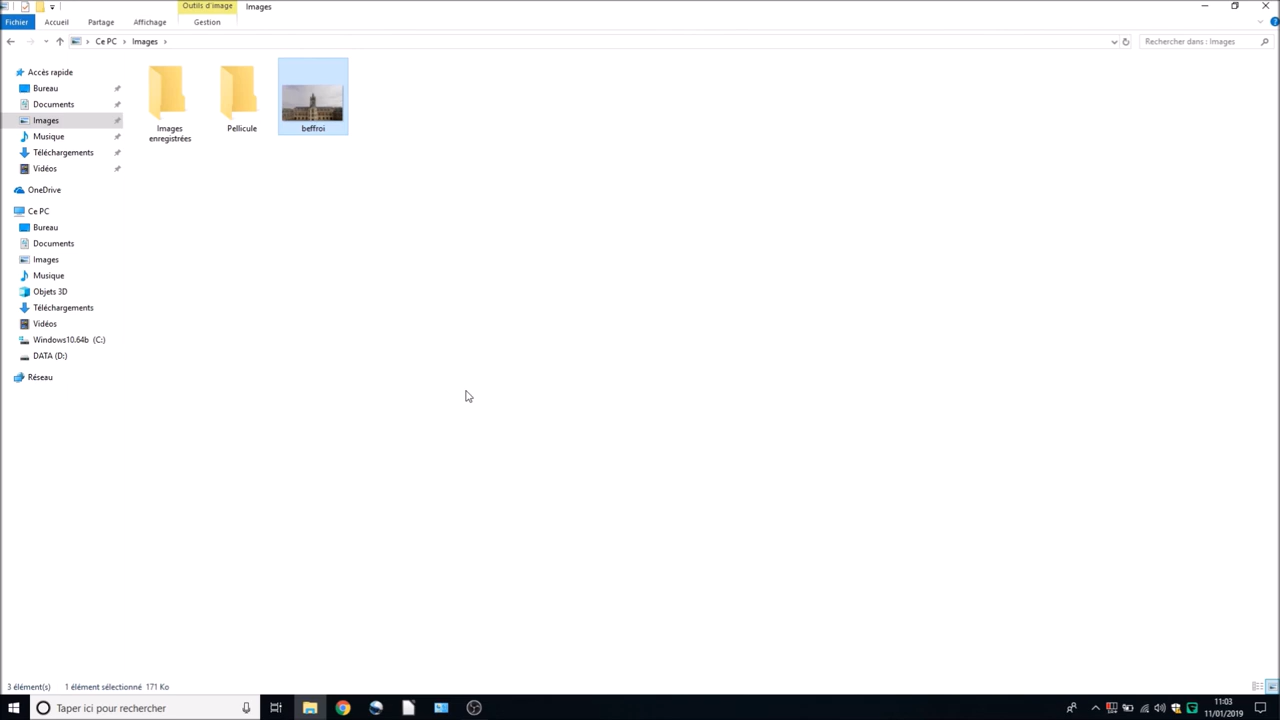 Outils d'image
Images
Fichier
Accueil
Partage
Affichage
Gestion
Ce PC
Images
Rechercher dans : Images
Accès rapide
Bureau
Documents
Images
Musique
Téléchargements
Vidéos
OneDrive
Ce PC
Bureau
Documents
Images
Musique
Objets 3D
Téléchargements
Vidéos
Windows10.64b (C:)
DATA (D:)
Réseau
Images
enregistrées
Pellicule
beffroi
3 élément(s) 1 élément sélectionné 171 Ko
Taper ici pour rechercher
11:03
11/01/2019